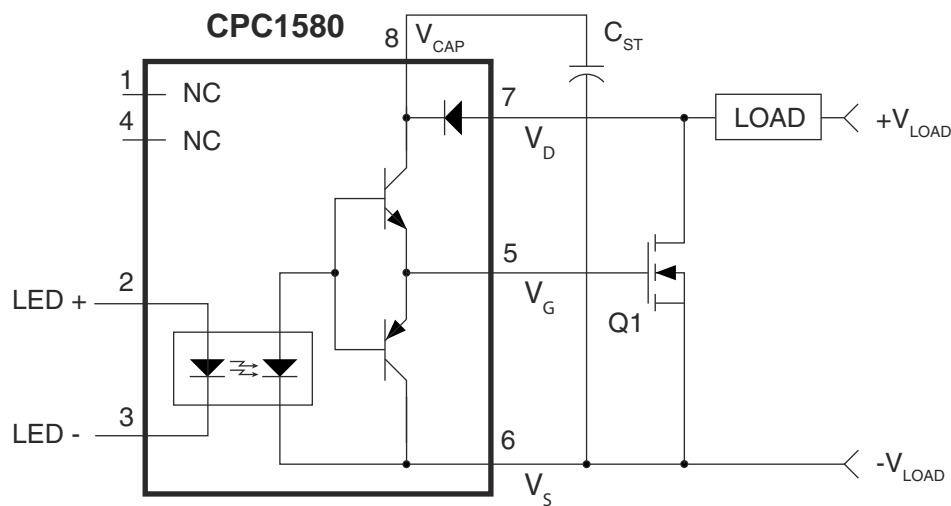 CPC1580
8
V_CAP
C_ST
1
NC
4
NC
7
V_D
LOAD
+V_LOAD
5
V_G
Q1
2
LED +
3
LED -
6
V_S
-V_LOAD